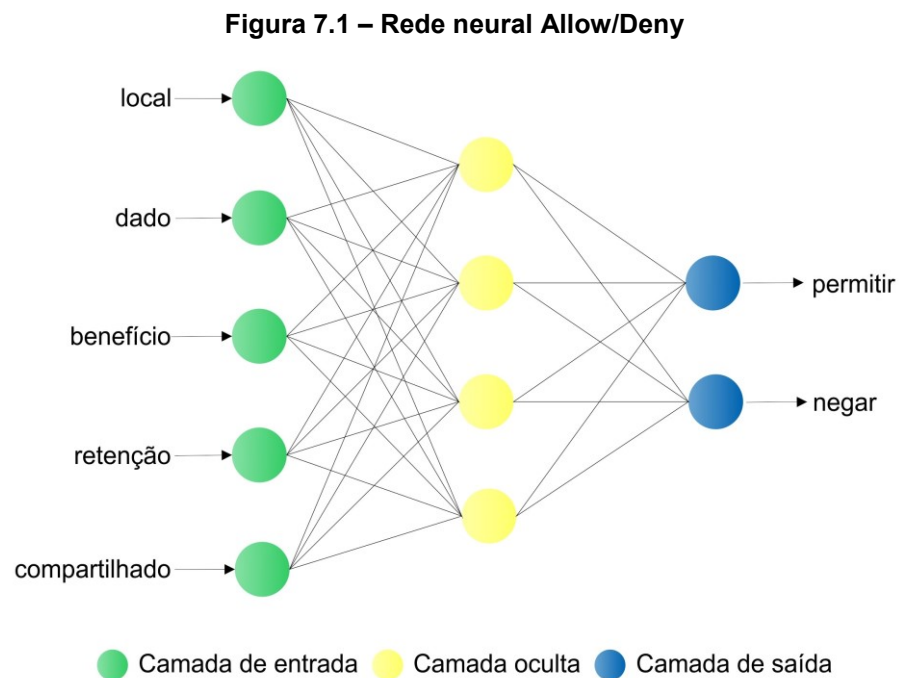 Figura 7.1 – Rede neural Allow/Deny
local
dado
benefício
retenção
compartilhado
permitir
negar
Camada de entrada Camada oculta Camada de saída